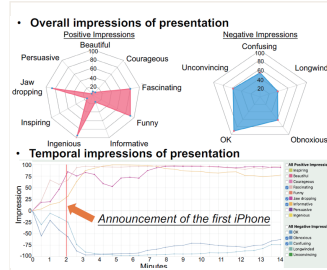 • Overall impressions of presentation
Positive Impressions
Negative Impressions
Beautiful
Courageous
Fascinating
Funny
Informative
Ingenious
Inspiring
Jaw dropping
Persuasive
100
80
60
40
20
Confusing
Longwind
Obnoxious
OK
Unconvincing
100
80
60
40
20
• Temporal impressions of presentation
Impression
100
75
50
25
0
25
50
75
100
Announcement of the first iPhone
0 1 2 3 4 5 6 7 8 9 10 11 12 13 14
Minutes
All Positive Impressi
Inspiring
Beautiful
Courageous
Fascinating
Funny
Jaw dropping
Informative
Persuasive
Ingenious
All Negative Impressi
OK
Obnoxious
Confusing
Longwinded
Unconvincing